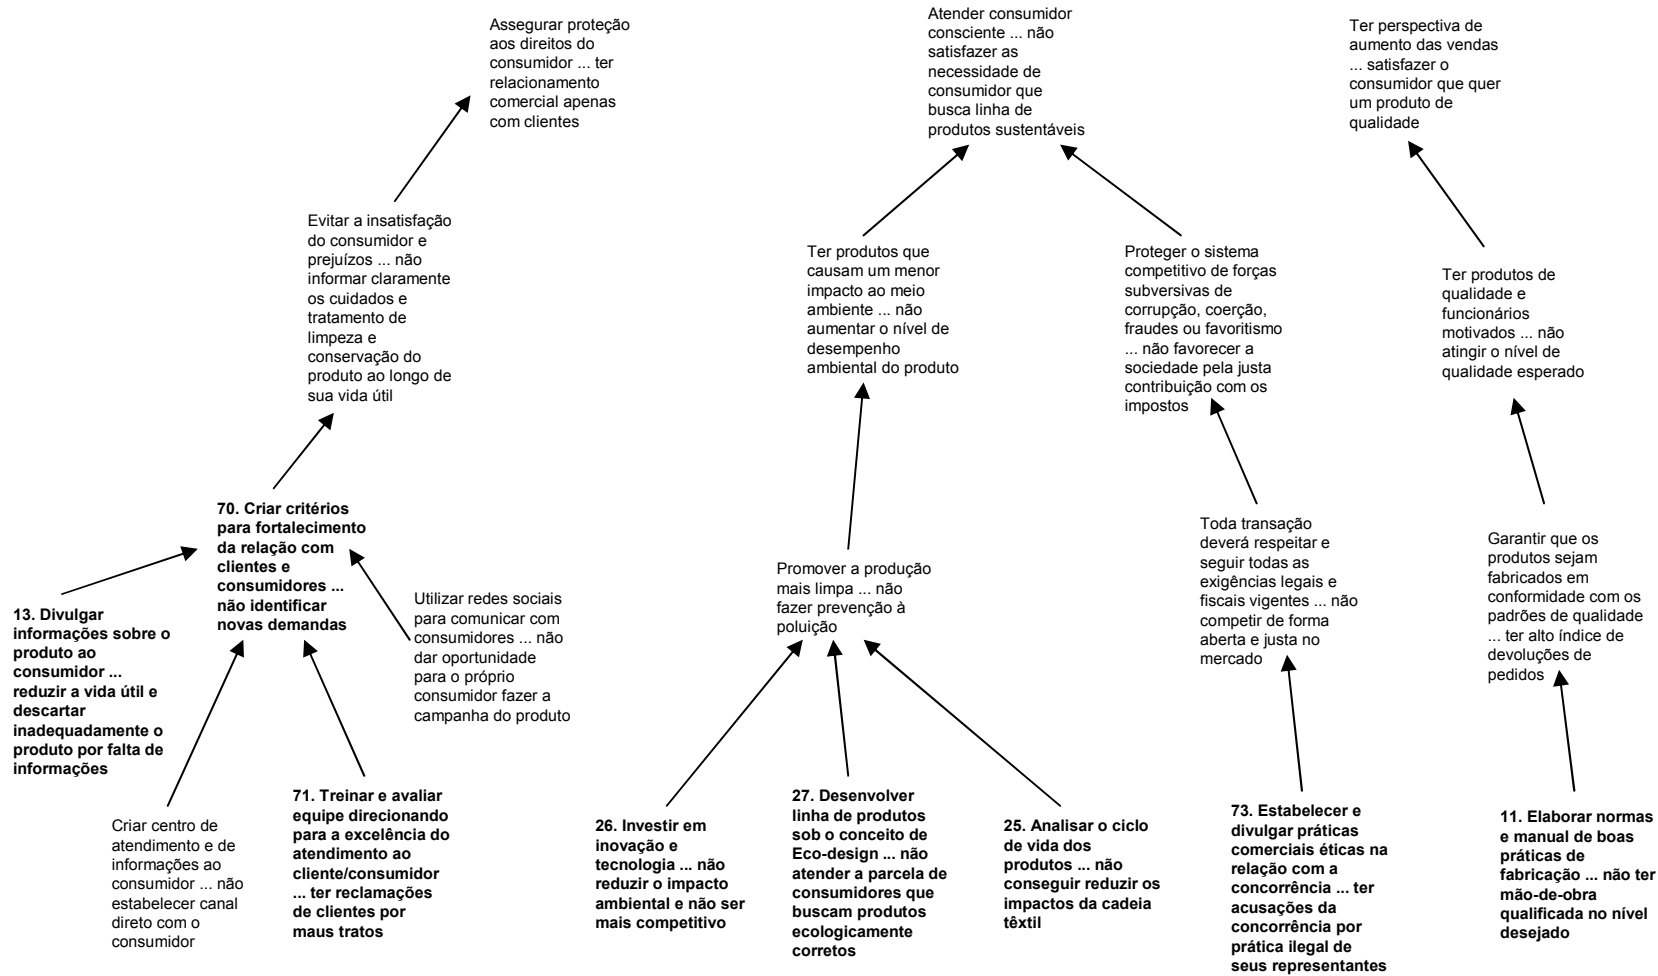 Assegurar proteção
aos direitos do
consumidor ... ter
relacionamento
comercial apenas
com clientes
Atender consumidor
consciente ... não
satisfazer as
necessidade de
consumidor que
busca linha de
produtos sustentáveis
Ter perspectiva de
aumento das vendas
... satisfazer o
consumidor que quer
um produto de
qualidade
Evitar a insatisfação
do consumidor e
prejuízos ... não
informar claramente
os cuidados e
tratamento de
limpeza e
conservação do
produto ao longo de
sua vida útil
Ter produtos que
causam um menor
impacto ao meio
ambiente ... não
aumentar o nível de
desempenho
ambiental do produto
Proteger o sistema
competitivo de forças
subversivas de
corrupção, coerção,
fraudes ou favoritismo
... não favorecer a
sociedade pela justa
contribuição com os
impostos
Ter produtos de
qualidade e
funcionários
motivados ... não
atingir o nível de
qualidade esperado
70. Criar critérios
para fortalecimento
da relação com
clientes e
consumidores ...
não identificar
novas demandas
Promover a produção
mais limpa ... não
fazer prevenção à
poluição
Toda transação
deverá respeitar e
seguir todas as
exigências legais e
fiscais vigentes ... não
competir de forma
aberta e justa no
mercado
Garantir que os
produtos sejam
fabricados em
conformidade com os
padrões de qualidade
... ter alto índice de
devoluções de
pedidos
13. Divulgar
informações sobre o
produto ao
consumidor ...
reduzir a vida útil e
descartar
inadequadamente o
produto por falta de
informações
Utilizar redes sociais
para comunicar com
consumidores ... não
dar oportunidade
para o próprio
consumidor fazer a
campanha do produto
Criar centro de
atendimento e de
informações ao
consumidor ... não
estabelecer canal
direto com o
consumidor
71. Treinar e avaliar
equipe direcionando
para a excelência do
atendimento ao
cliente/consumidor
... ter reclamações
de clientes por
maus tratos
26. Investir em
inovação e
tecnologia ... não
reduzir o impacto
ambiental e não ser
mais competitivo
27. Desenvolver
linha de produtos
sob o conceito de
Eco-design ... não
atender a parcela de
consumidores que
buscam produtos
ecologicamente
corretos
25. Analisar o ciclo
de vida dos
produtos ... não
conseguir reduzir os
impactos da cadeia
têxtil
73. Estabelecer e
divulgar práticas
comerciais éticas na
relação com a
concorrência ... ter
acusações da
concorrência por
prática ilegal de
seus representantes
11. Elaborar normas
e manual de boas
práticas de
fabricação ... não ter
mão-de-obra
qualificada no nível
desejado